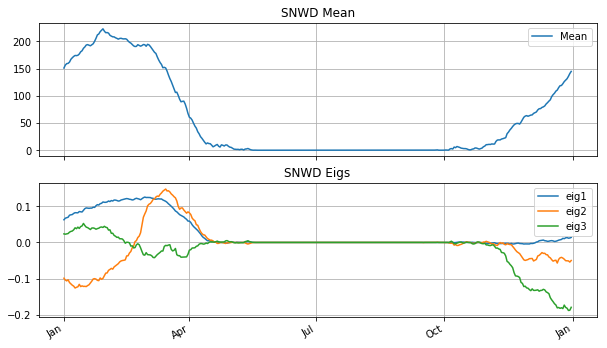 SNWD Mean
200
150
100
50
0
Mean
SNWD Eigs
0.1
0.0
−0.1
−0.2
eig1
eig2
eig3
Jan Apr Jul Oct Jan